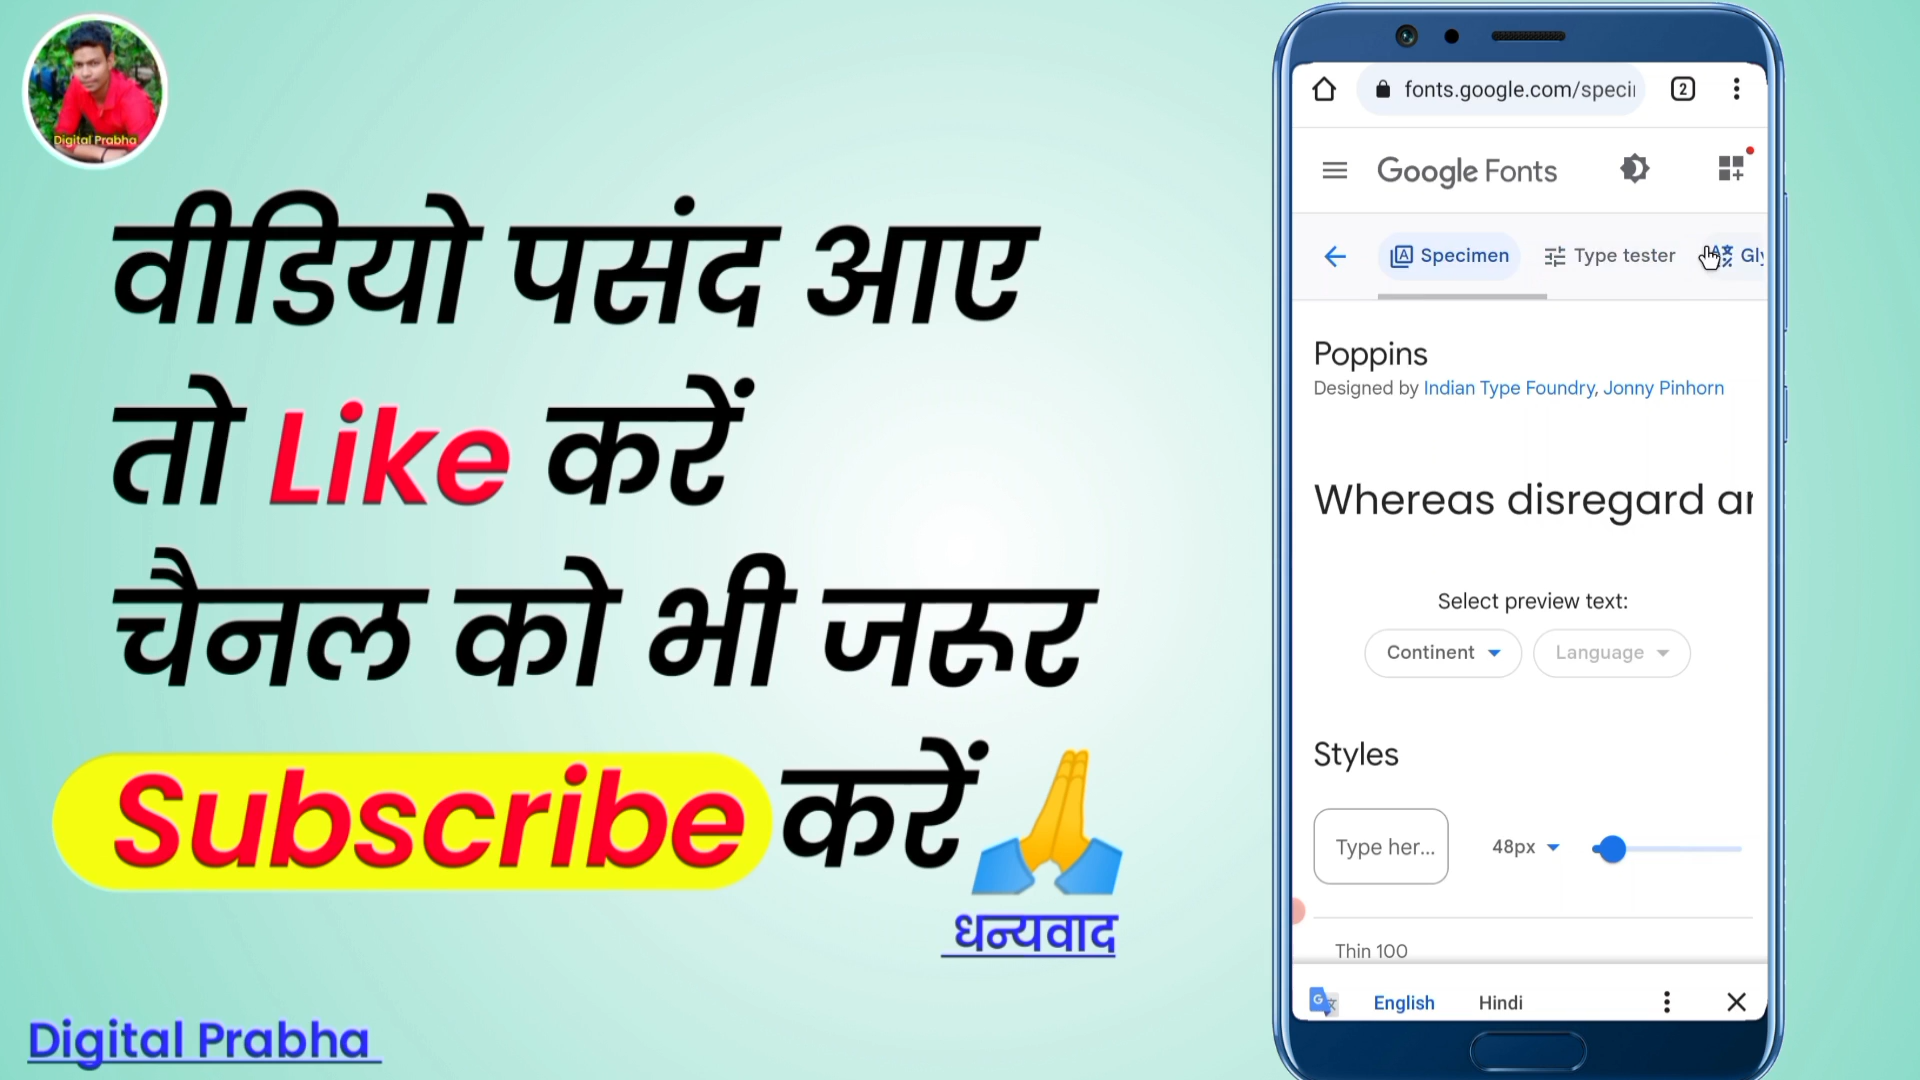 Digital Prabha
वीडियो पसंद आए
तो Like करें
चैनल को भी जरूर
Subscribe करें
धन्यवाद
Digital Prabha
fonts.google.com/speci
2
Google Fonts
Specimen
Type tester
Gly
Poppins
Designed by Indian Type Foundry, Jonny Pinhorn
Whereas disregard ar
Select preview text:
Continent
Language
Styles
Type her...
48px
Thin 100
English
Hindi